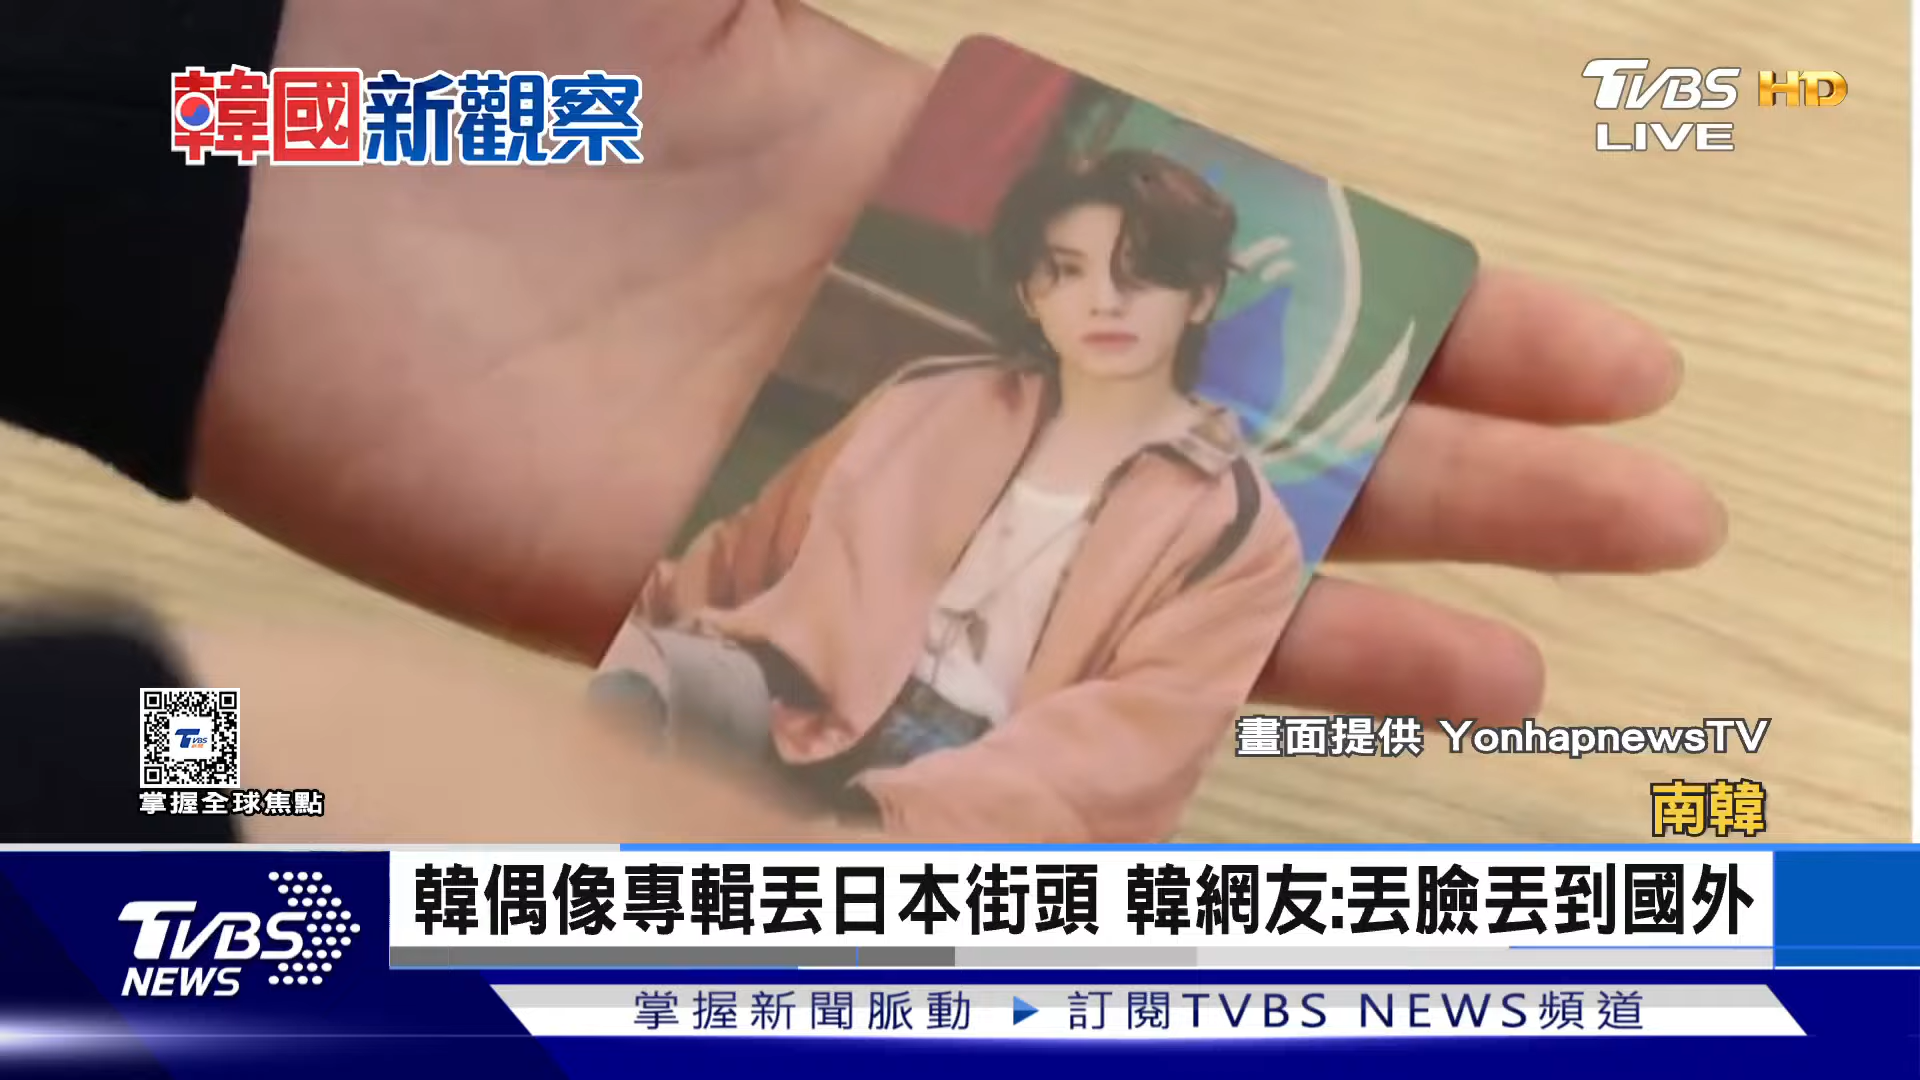 韓國新觀察
TVBS HD
LIVE
TVBS
掌握全球焦點
畫面提供 YonhapnewsTV
南韓
韓偶像專輯丟日本街頭 韓網友:丟臉丟到國外
TVBS
NEWS
掌握新聞脈動 ▶ 訂閱TVBS NEWS頻道